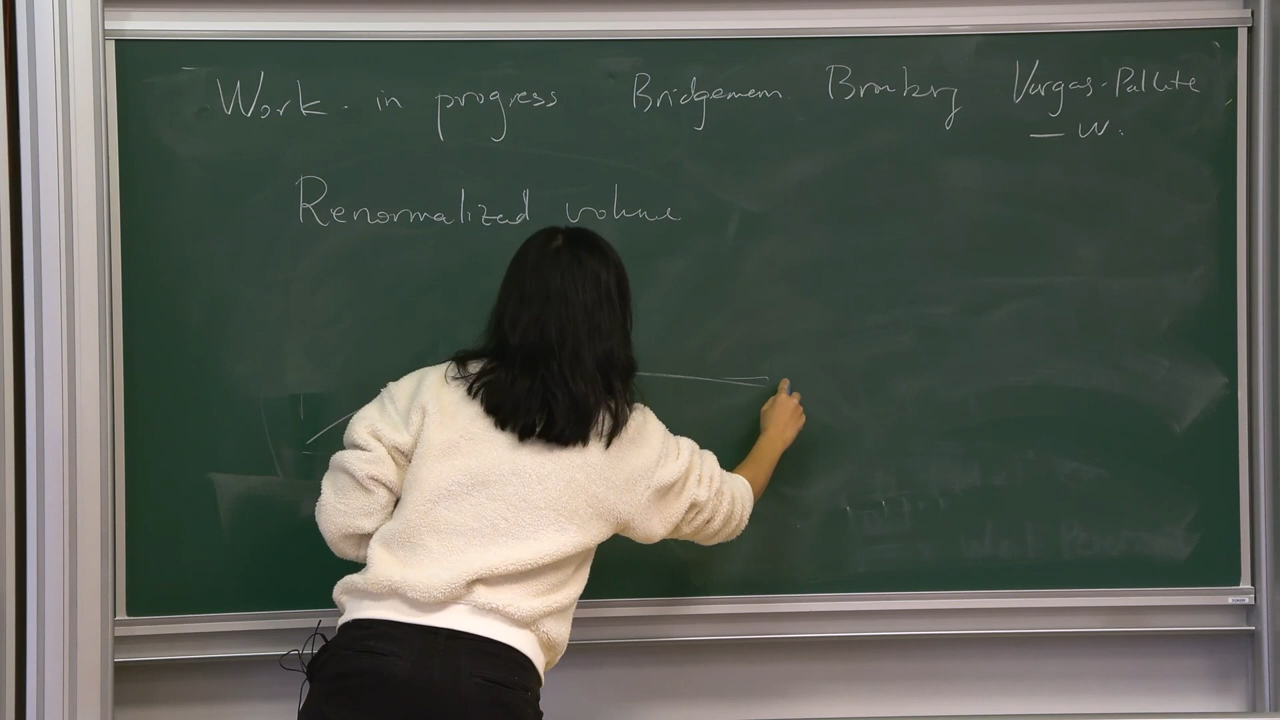 Work in progress Bridgeman Bromberg Vargas-Pallete
— W.
Renormalized volume